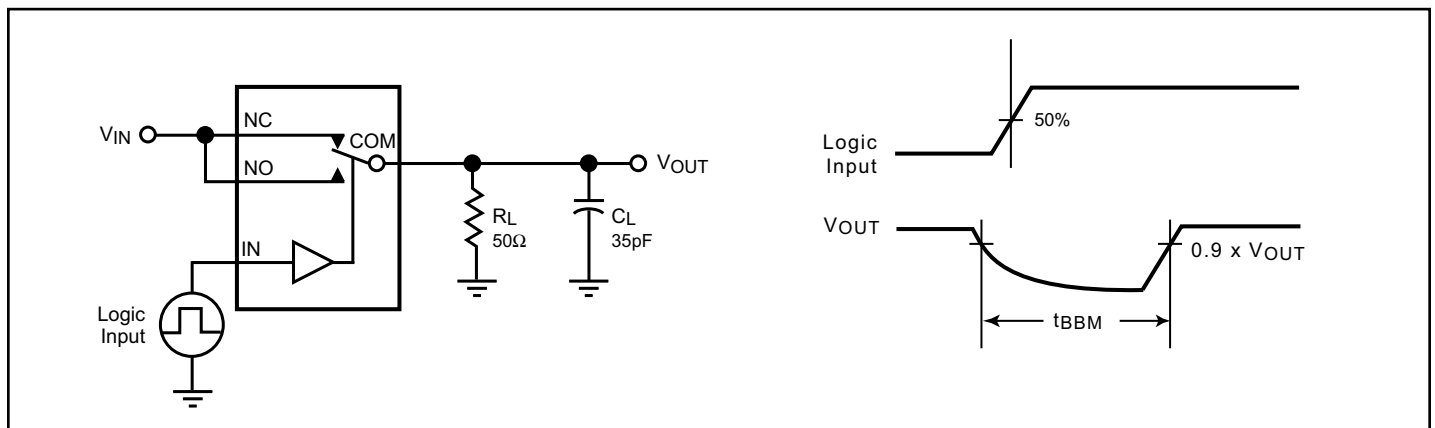 VIN
NC
NO
COM
IN
Logic
Input
RL
50Ω
CL
35pF
VOUT
Logic
Input
50%
VOUT
0.9 x VOUT
tBBM